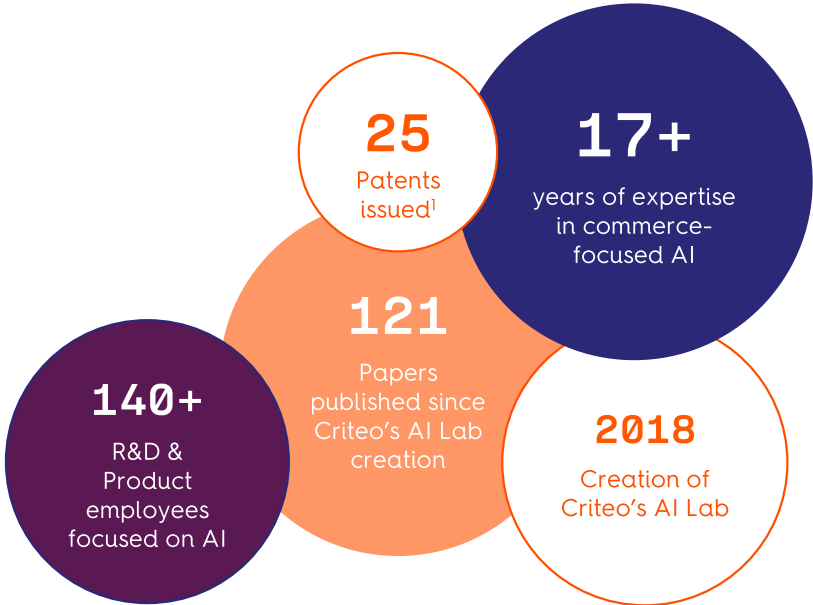 25
Patents
issued¹
17+
years of expertise
in commerce-
focused AI
121
Papers
published since
Criteo’s AI Lab
creation
140+
R&D &
Product
employees
focused on AI
2018
Creation of
Criteo’s AI Lab